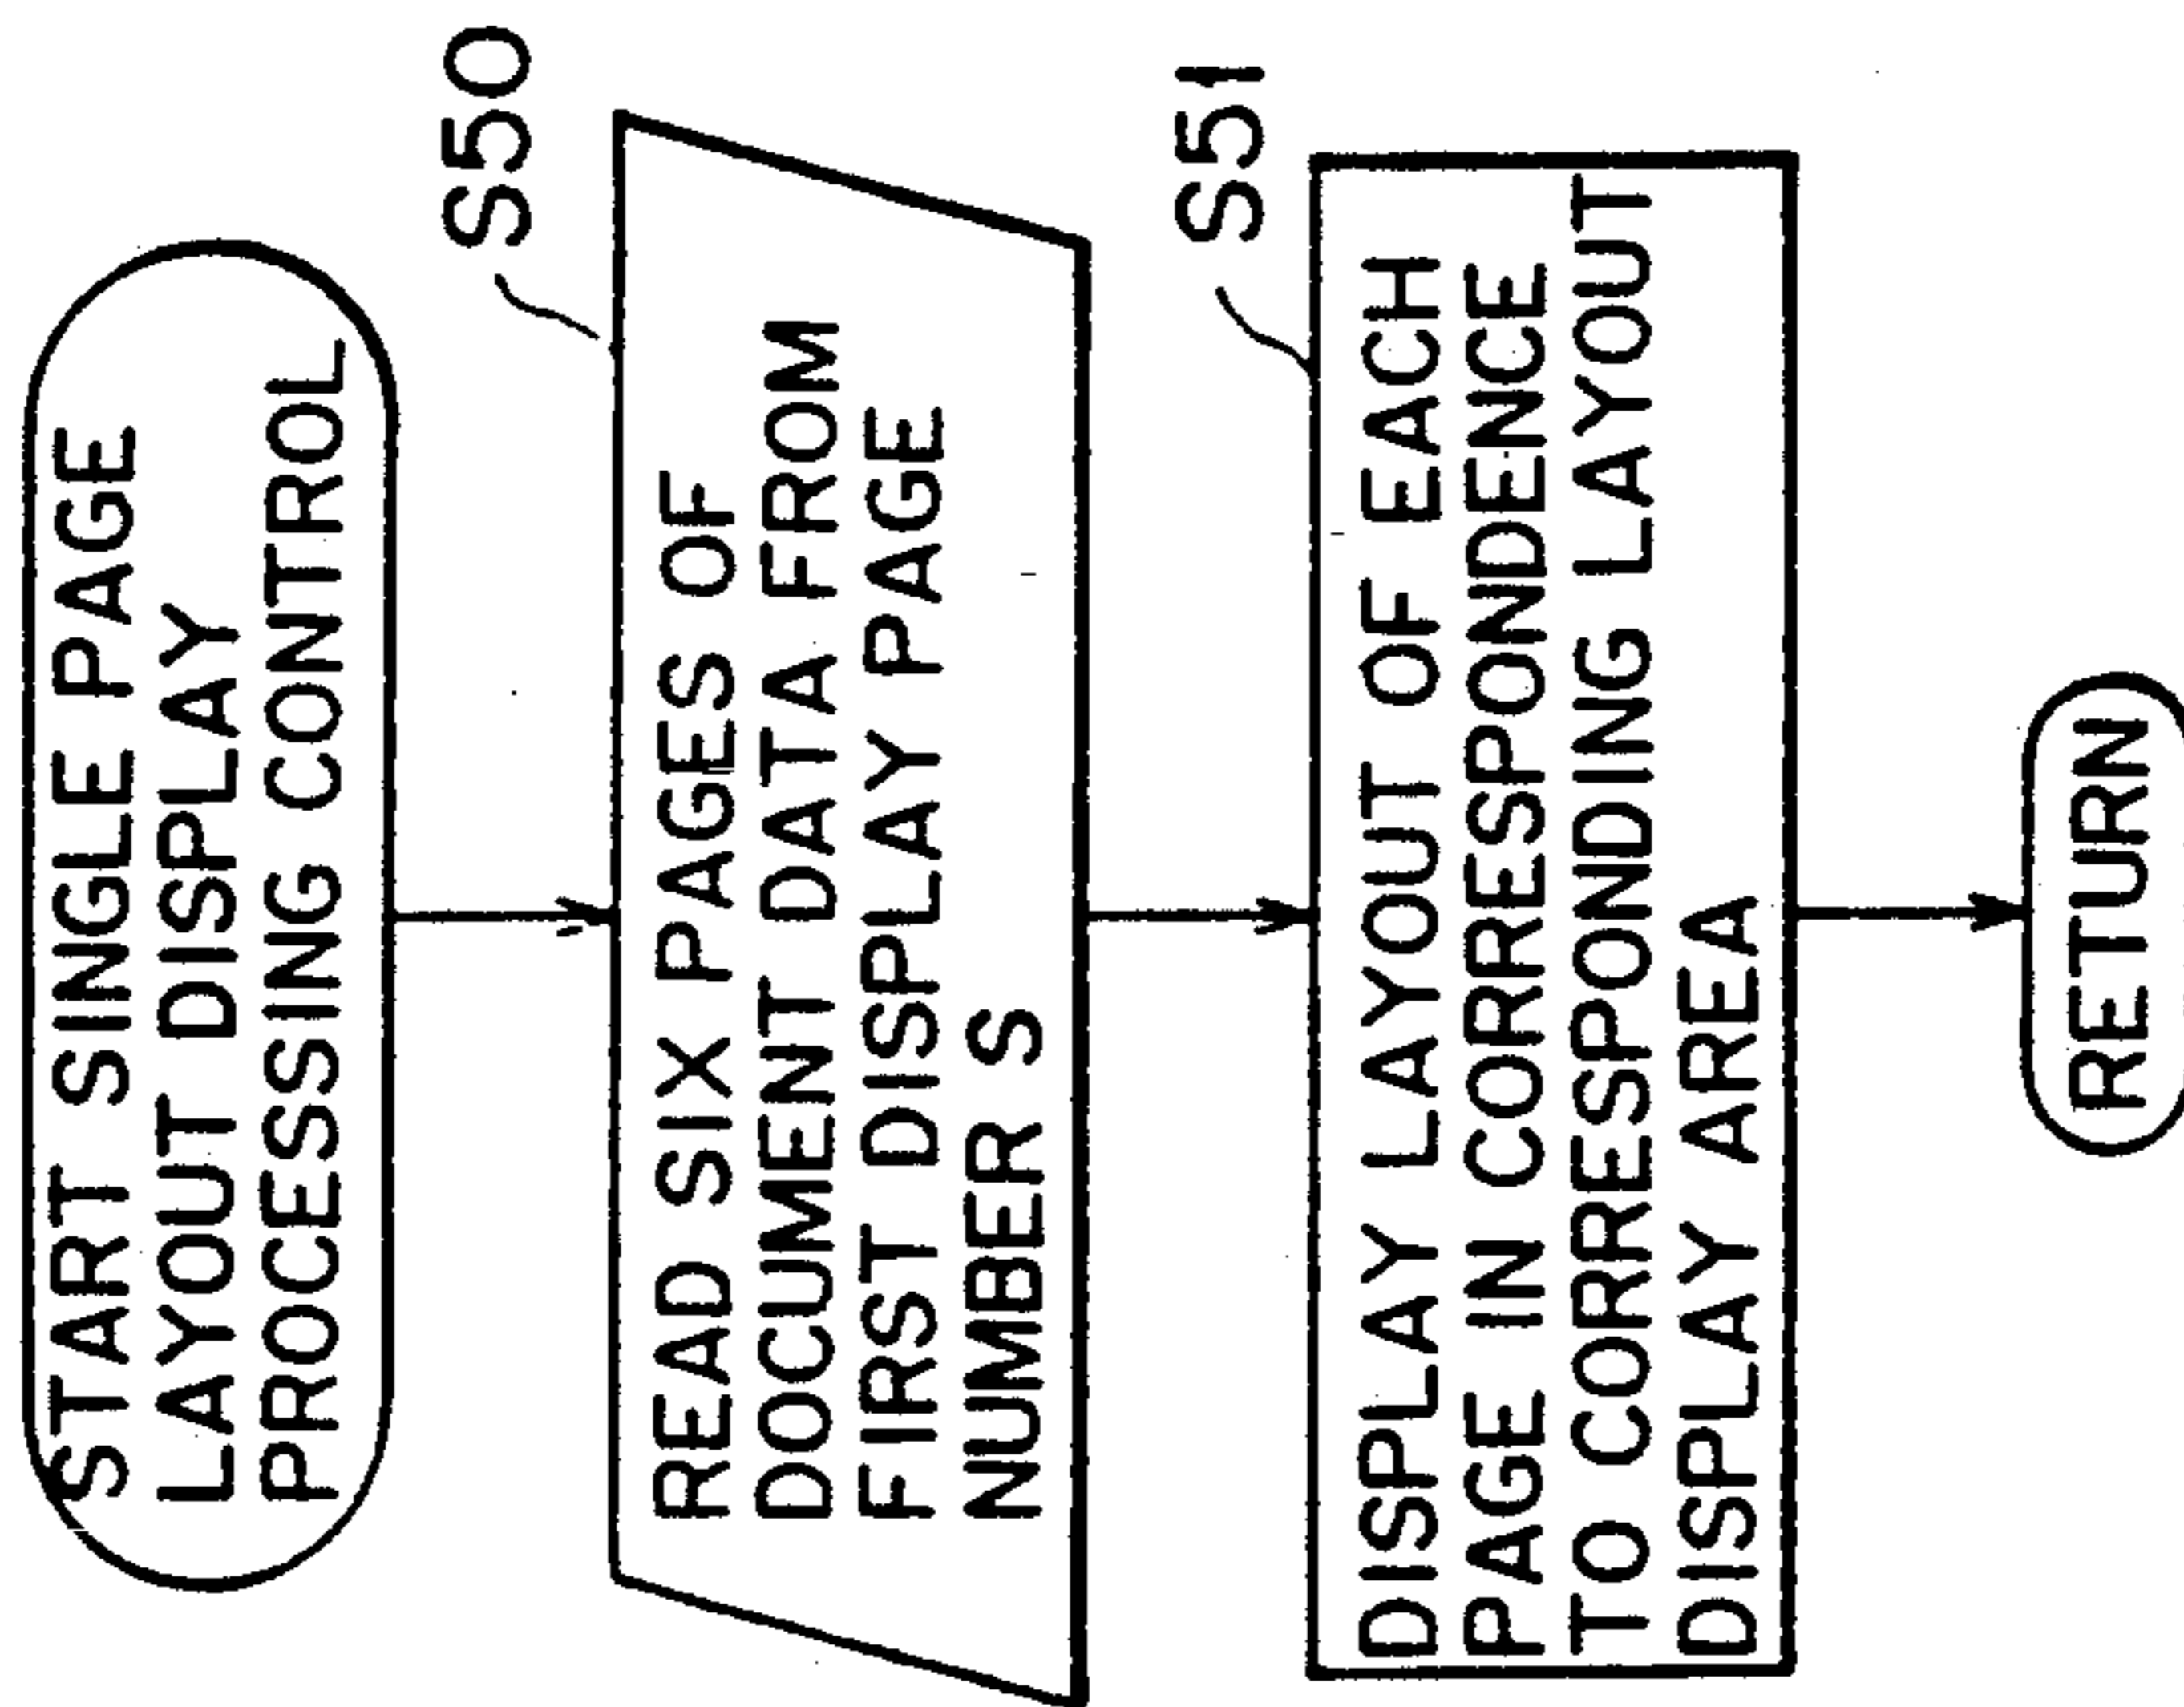 START SINGLE PAGE
LAYOUT DISPLAY
PROCESSING CONTROL
S50
READ SIX PAGES OF
DOCUMENT DATA FROM
FIRST DISPLAY PAGE
NUMBER S
S51
DISPLAY LAYOUT OF EACH
PAGE IN CORRESPONDENCE
TO CORRESPONDING LAYOUT
DISPLAY AREA
RETURN